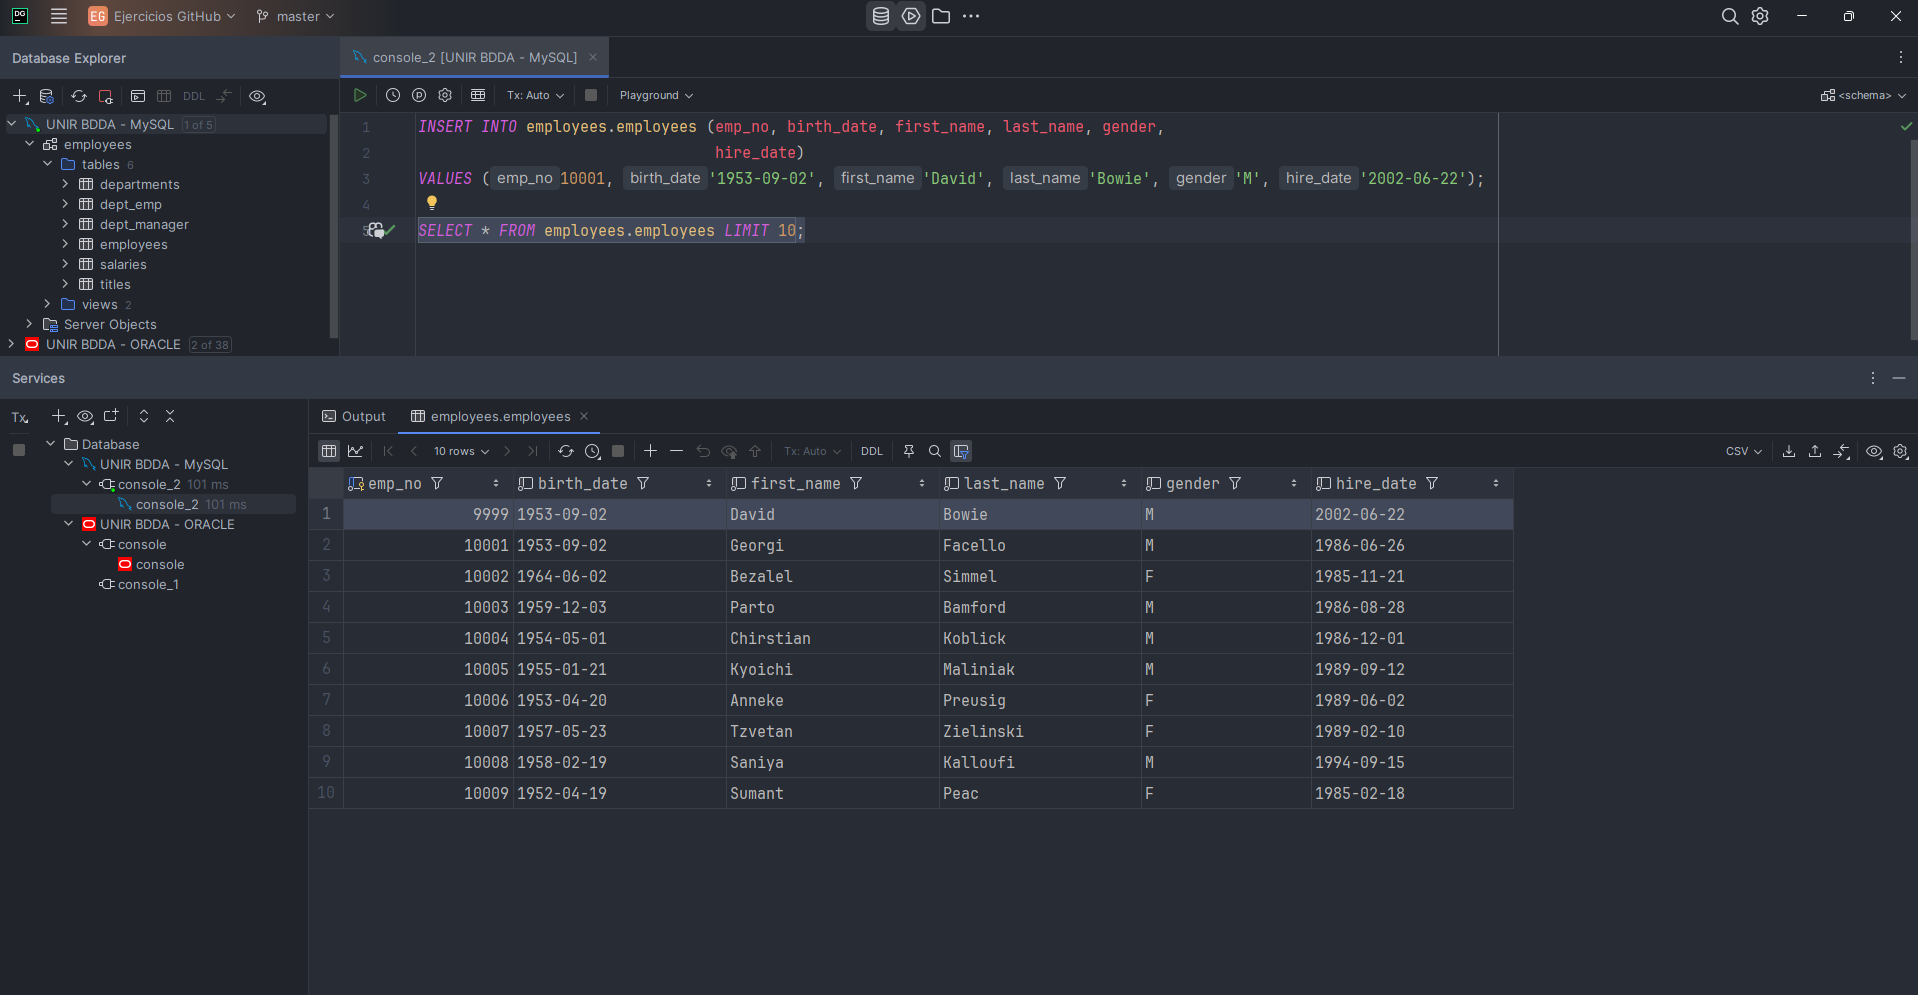 DG
EG Ejercicios GitHub master
Database Explorer
console_2 [UNIR BDDA - MySQL]
DDL
Tx: Auto Playground <schema>
UNIR BDDA - MySQL 1 of 5
employees
tables 6
departments
dept_emp
dept_manager
employees
salaries
titles
views 2
Server Objects
UNIR BDDA - ORACLE 2 of 38
1 INSERT INTO employees.employees (emp_no, birth_date, first_name, last_name, gender,
2 hire_date)
3 VALUES ( emp_no 10001, birth_date '1953-09-02', first_name 'David', last_name 'Bowie', gender 'M', hire_date '2002-06-22');
4
5 SELECT * FROM employees.employees LIMIT 10;
Services
Tx
Database
UNIR BDDA - MySQL
console_2 101 ms
console_2 101 ms
UNIR BDDA - ORACLE
console
console
console_1
Output employees.employees
10 rows Tx: Auto DDL CSV
emp_no birth_date first_name last_name gender hire_date
1 9999 1953-09-02 David Bowie M 2002-06-22
2 10001 1953-09-02 Georgi Facello M 1986-06-26
3 10002 1964-06-02 Bezalel Simmel F 1985-11-21
4 10003 1959-12-03 Parto Bamford M 1986-08-28
5 10004 1954-05-01 Chirstian Koblick M 1986-12-01
6 10005 1955-01-21 Kyoichi Maliniak M 1989-09-12
7 10006 1953-04-20 Anneke Preusig F 1989-06-02
8 10007 1957-05-23 Tzvetan Zielinski F 1989-02-10
9 10008 1958-02-19 Saniya Kalloufi M 1994-09-15
10 10009 1952-04-19 Sumant Peac F 1985-02-18